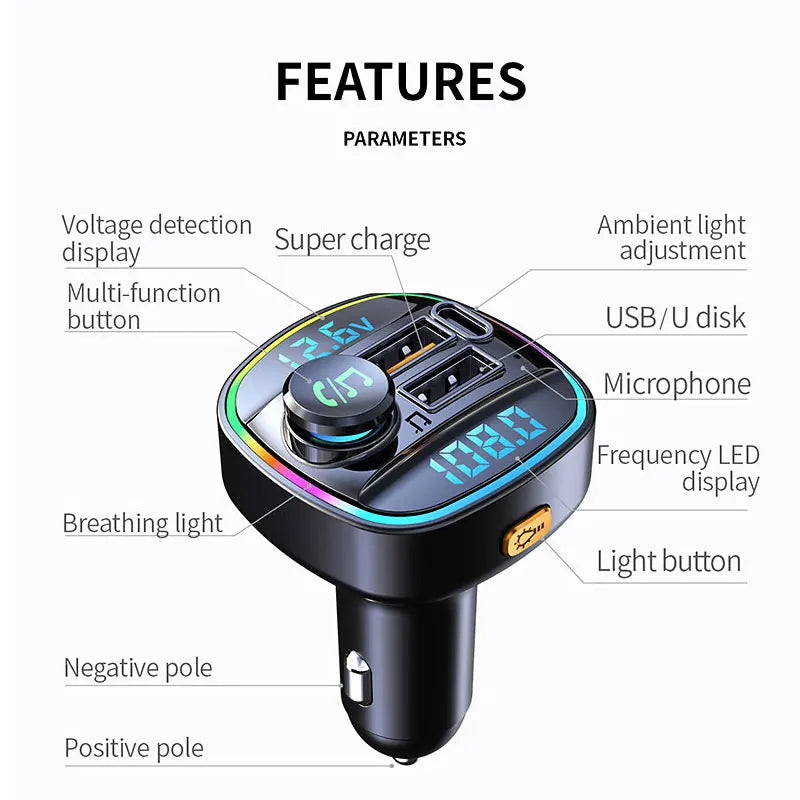 FEATURES
PARAMETERS
Voltage detection
display
Super charge
Ambient light
adjustment
Multi-function
button
USB/U disk
12.6V
Microphone
108.0
Frequency LED
display
Breathing light
Light button
Negative pole
Positive pole